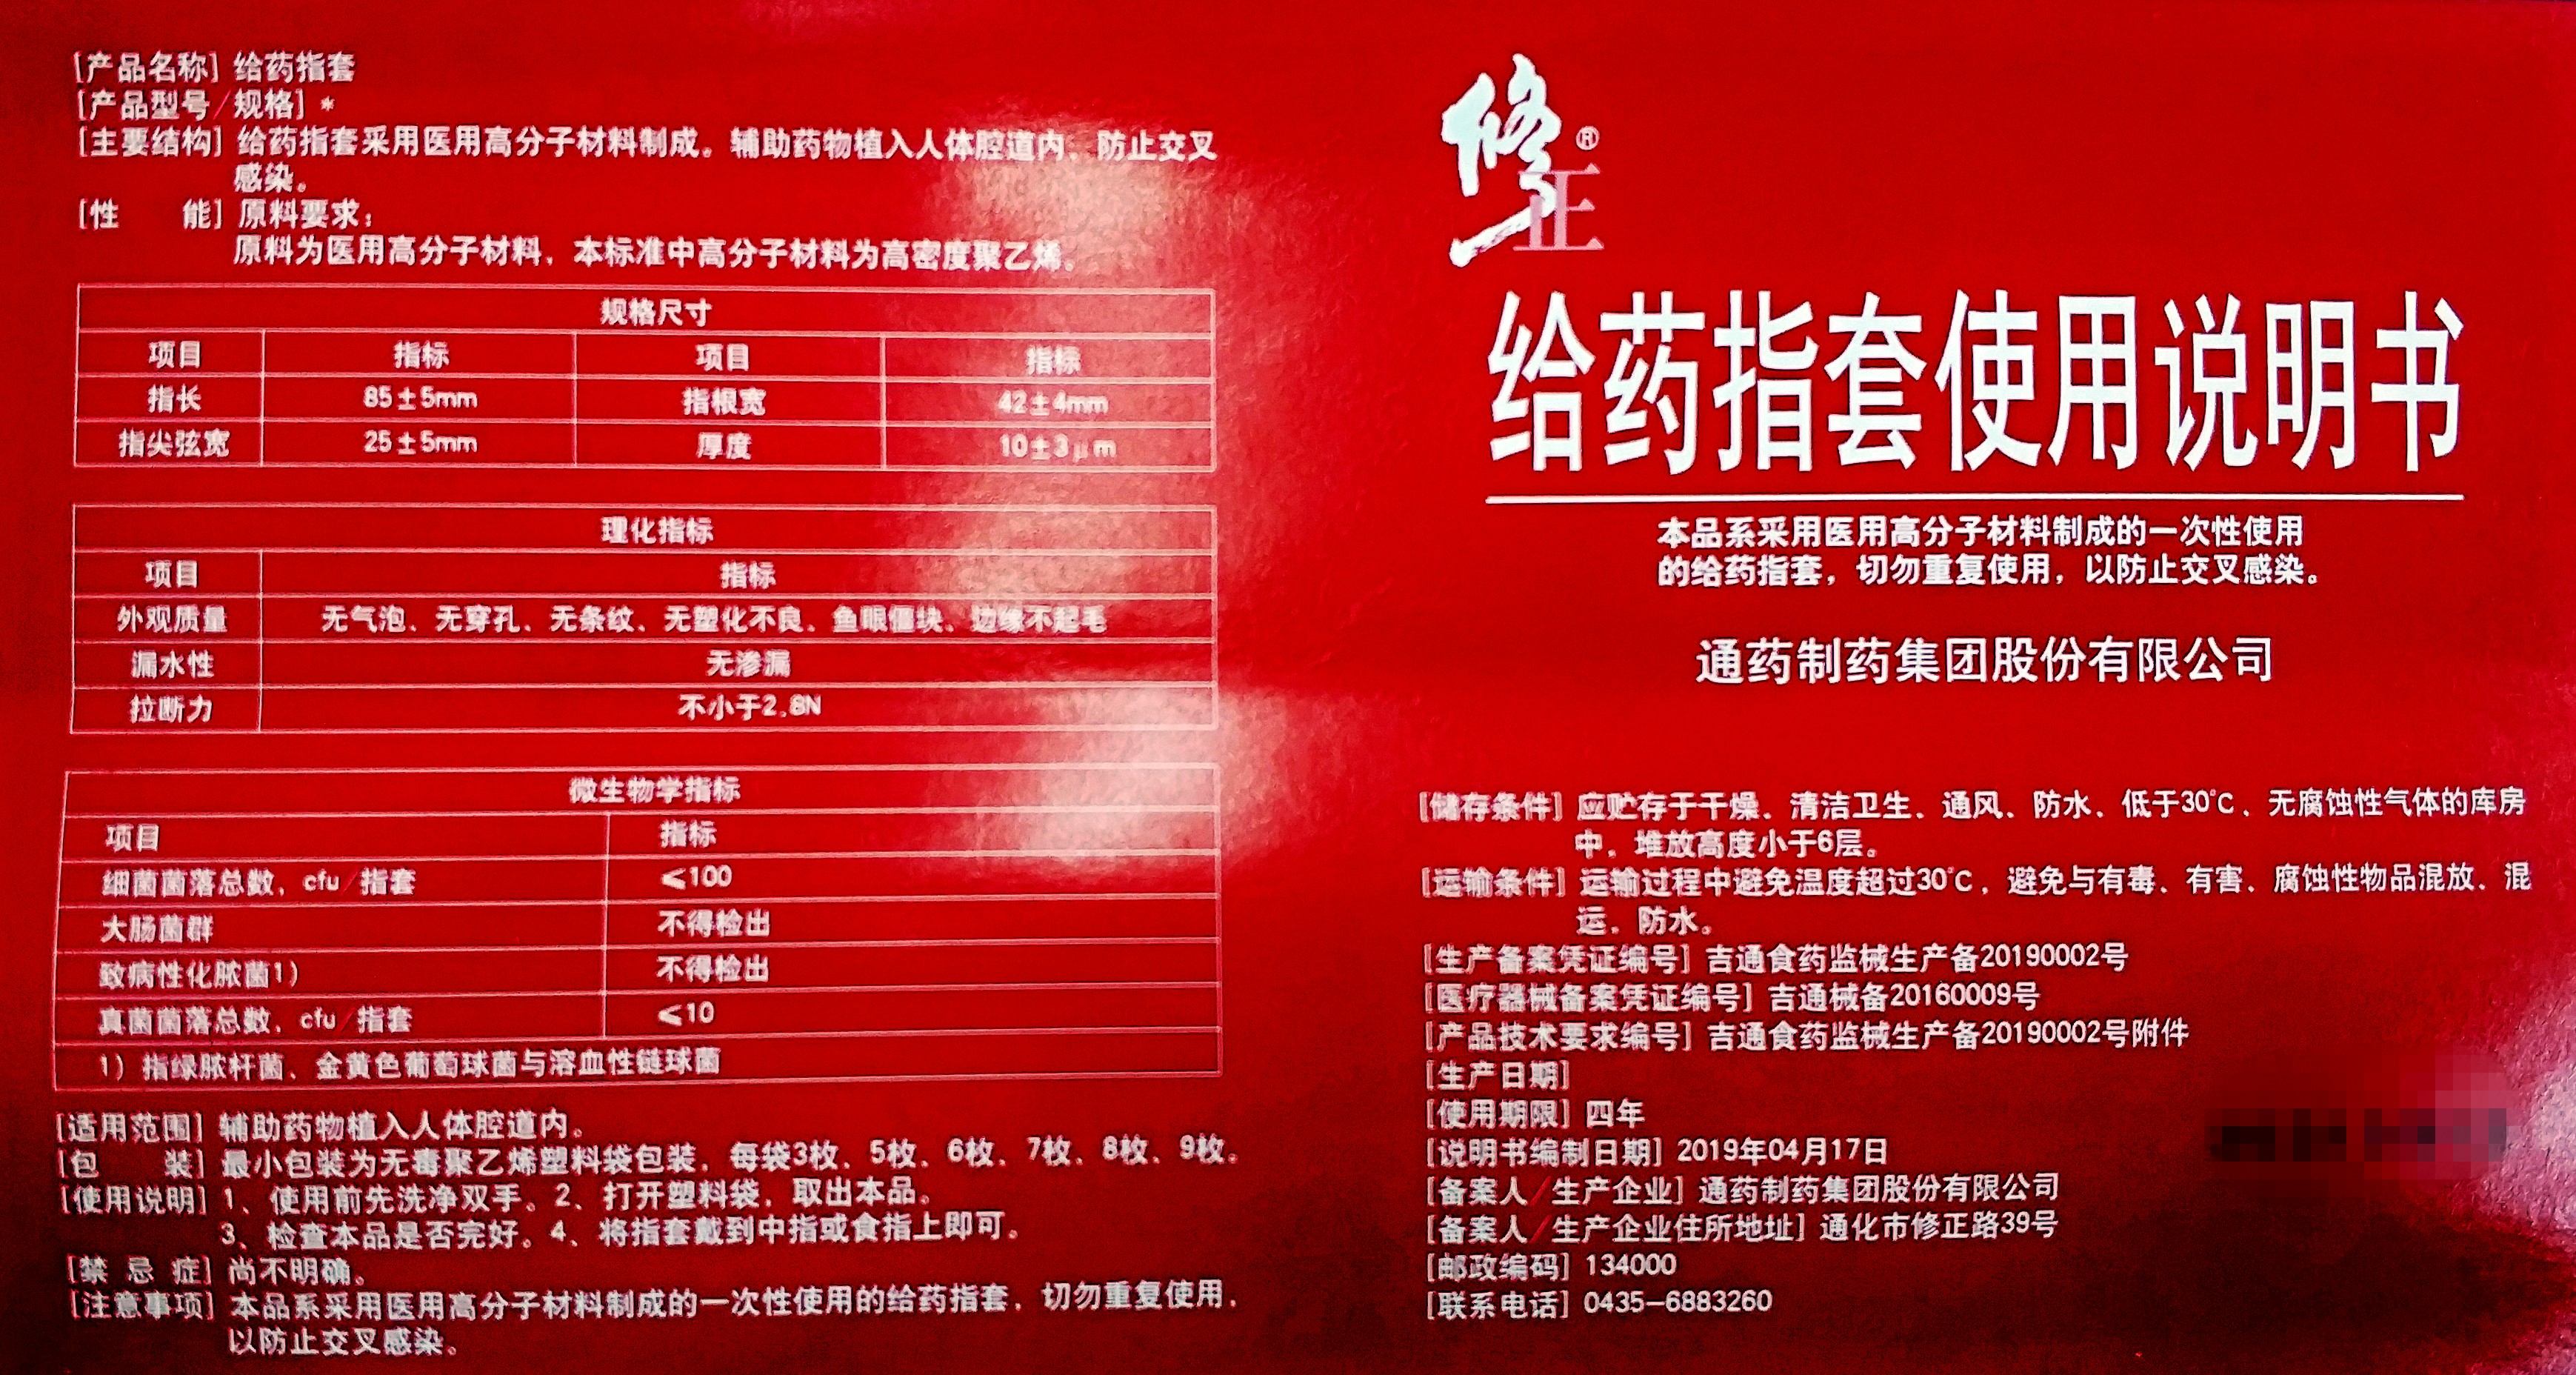 [产品名称] 给药指套
[产品型号/规格] *
[主要结构] 给药指套采用医用高分子材料制成。辅助药物植入人体腔道内、防止交叉
感染。
[性 能] 原料要求：
原料为医用高分子材料，本标准中高分子材料为高密度聚乙烯。
规格尺寸
项目 指标 项目 指标
指长 85±5mm 指根宽 42±4mm
指尖弦宽 25±5mm 厚度 10±3μm
理化指标
项目 指标
外观质量 无气泡、无穿孔、无条纹、无塑化不良、鱼眼僵块、边缘不起毛
漏水性 无渗漏
拉断力 不小于2.8N
微生物学指标
项目 指标
细菌菌落总数，cfu/指套 ≤100
大肠菌群 不得检出
致病性化脓菌1) 不得检出
真菌菌落总数，cfu/指套 ≤10
1) 指绿脓杆菌、金黄色葡萄球菌与溶血性链球菌
[适用范围] 辅助药物植入人体腔道内。
[包 装] 最小包装为无毒聚乙烯塑料袋包装，每袋3枚、5枚、6枚、7枚、8枚、9枚。
[使用说明] 1、使用前先洗净双手。2、打开塑料袋，取出本品。
3、检查本品是否完好。4、将指套戴到中指或食指上即可。
[禁 忌 症] 尚不明确。
[注意事项] 本品系采用医用高分子材料制成的一次性使用的给药指套，切勿重复使用，
以防止交叉感染。
修正®
给药指套使用说明书
本品系采用医用高分子材料制成的一次性使用
的给药指套，切勿重复使用，以防止交叉感染。
通药制药集团股份有限公司
[储存条件] 应贮存于干燥、清洁卫生、通风、防水、低于30℃、无腐蚀性气体的库房
中，堆放高度小于6层。
[运输条件] 运输过程中避免温度超过30℃，避免与有毒、有害、腐蚀性物品混放、混
运，防水。
[生产备案凭证编号] 吉通食药监械生产备20190002号
[医疗器械备案凭证编号] 吉通械备20160009号
[产品技术要求编号] 吉通食药监械生产备20190002号附件
[生产日期]
[使用期限] 四年
[说明书编制日期] 2019年04月17日
[备案人/生产企业] 通药制药集团股份有限公司
[备案人/生产企业住所地址] 通化市修正路39号
[邮政编码] 134000
[联系电话] 0435-6883260